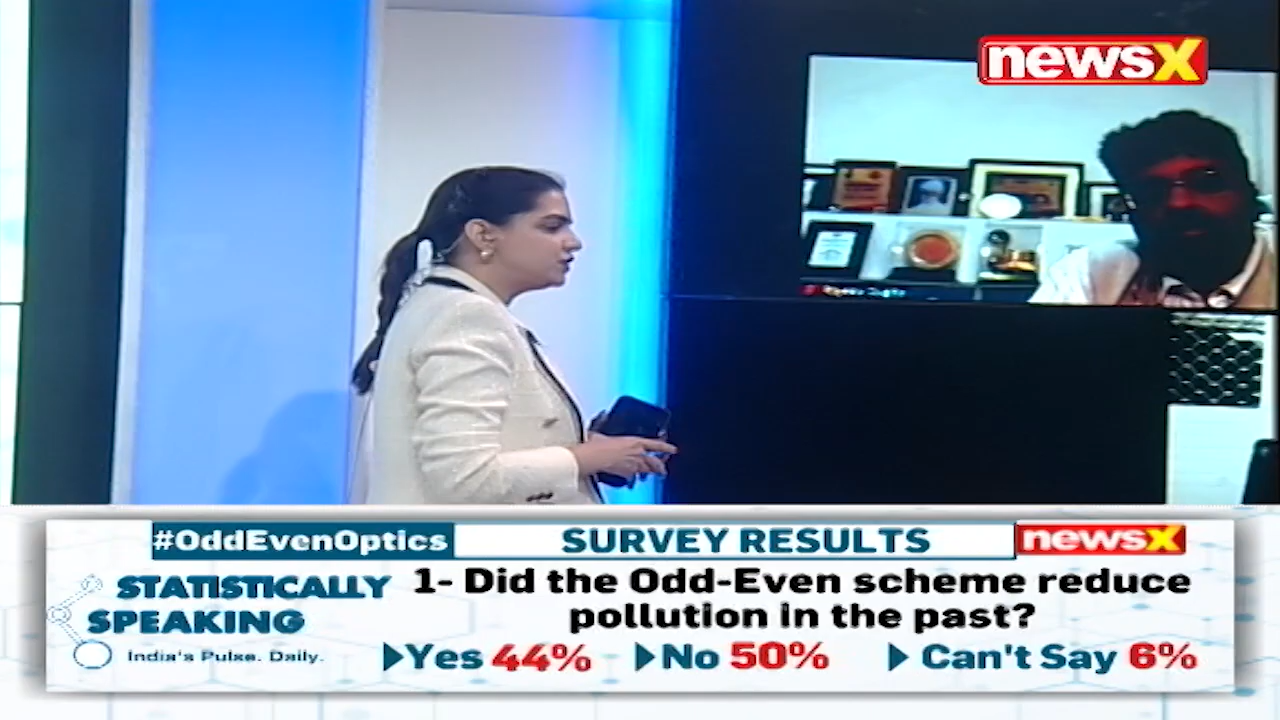 newsX
#OddEvenOptics
SURVEY RESULTS
newsX
STATISTICALLY
SPEAKING
India's Pulse. Daily.
1- Did the Odd-Even scheme reduce
pollution in the past?
Yes 44%
No 50%
Can't Say 6%